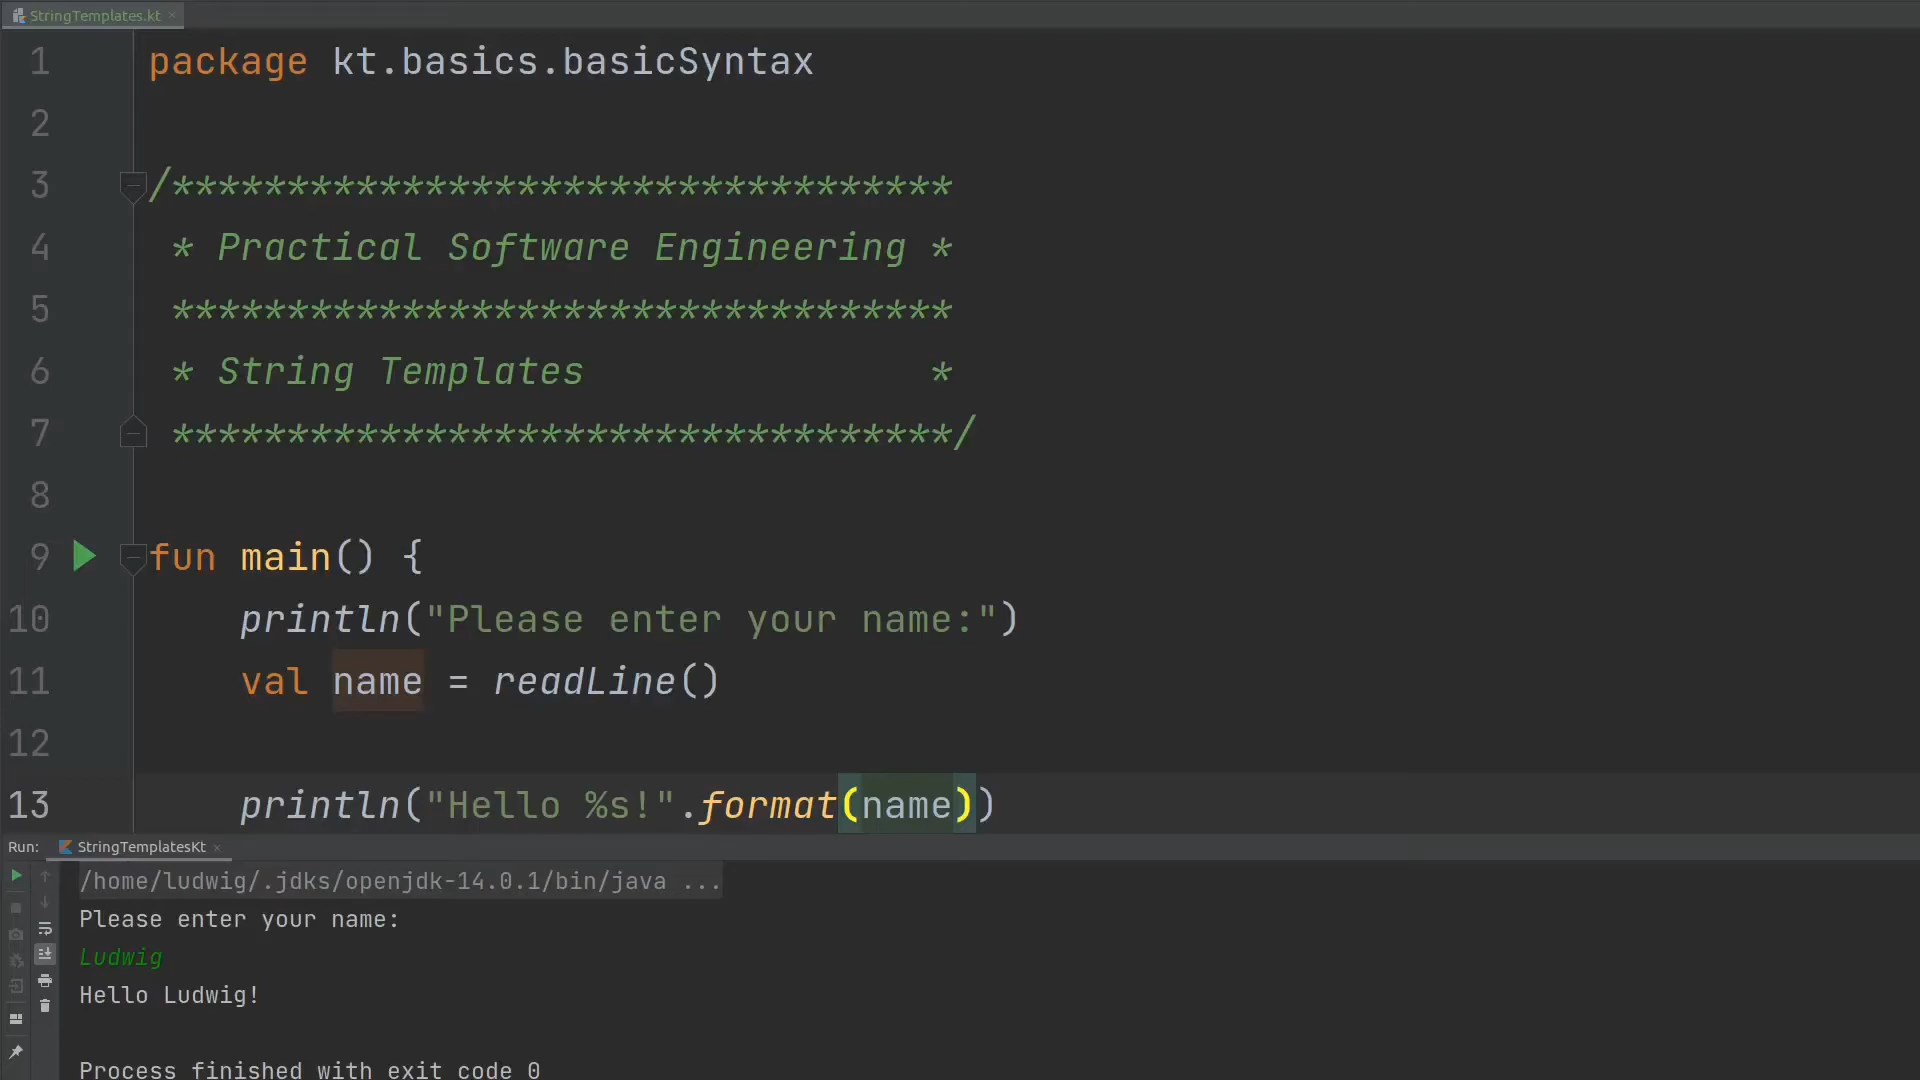 StringTemplates.kt
1 package kt.basics.basicSyntax
2
3 /**********************************
4 * Practical Software Engineering *
5 **********************************
6 * String Templates               *
7 **********************************/
8
9 fun main() {
10     println("Please enter your name:")
11     val name = readLine()
12
13     println("Hello %s!".format(name))
Run: StringTemplatesKt
/home/ludwig/.jdks/openjdk-14.0.1/bin/java ...
Please enter your name:
Ludwig
Hello Ludwig!
Process finished with exit code 0